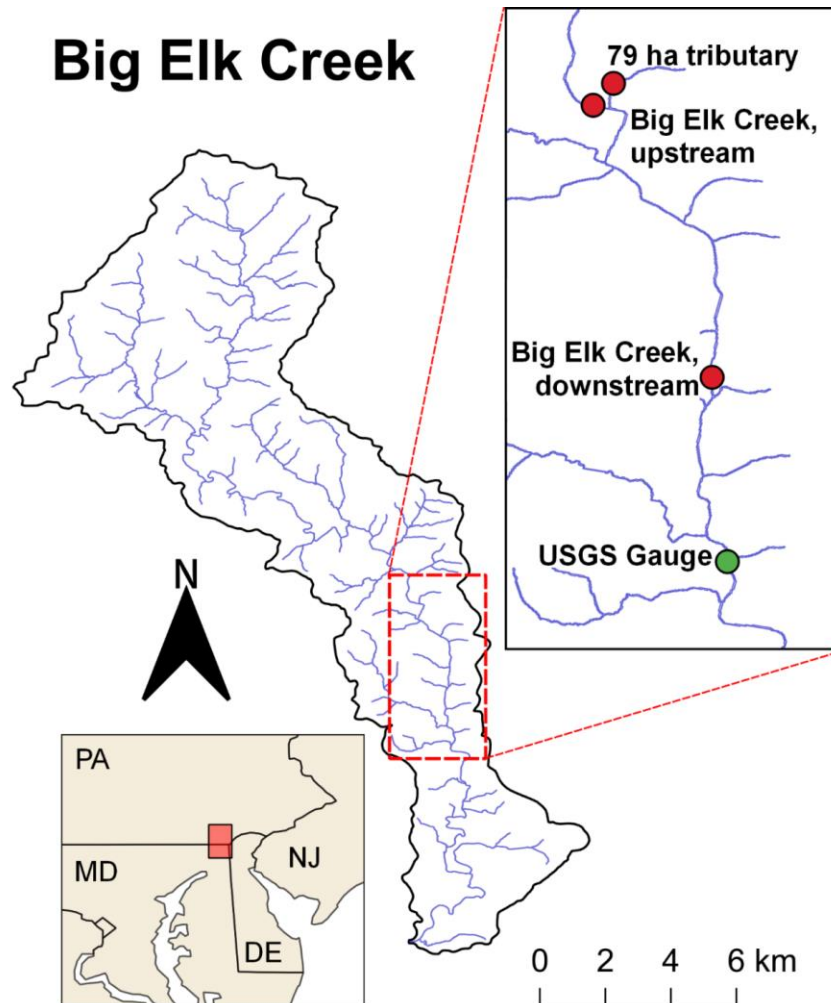 Big Elk Creek
79 ha tributary
Big Elk Creek,
upstream
Big Elk Creek,
downstream
USGS Gauge
N
PA
MD
NJ
DE
0 2 4 6 km